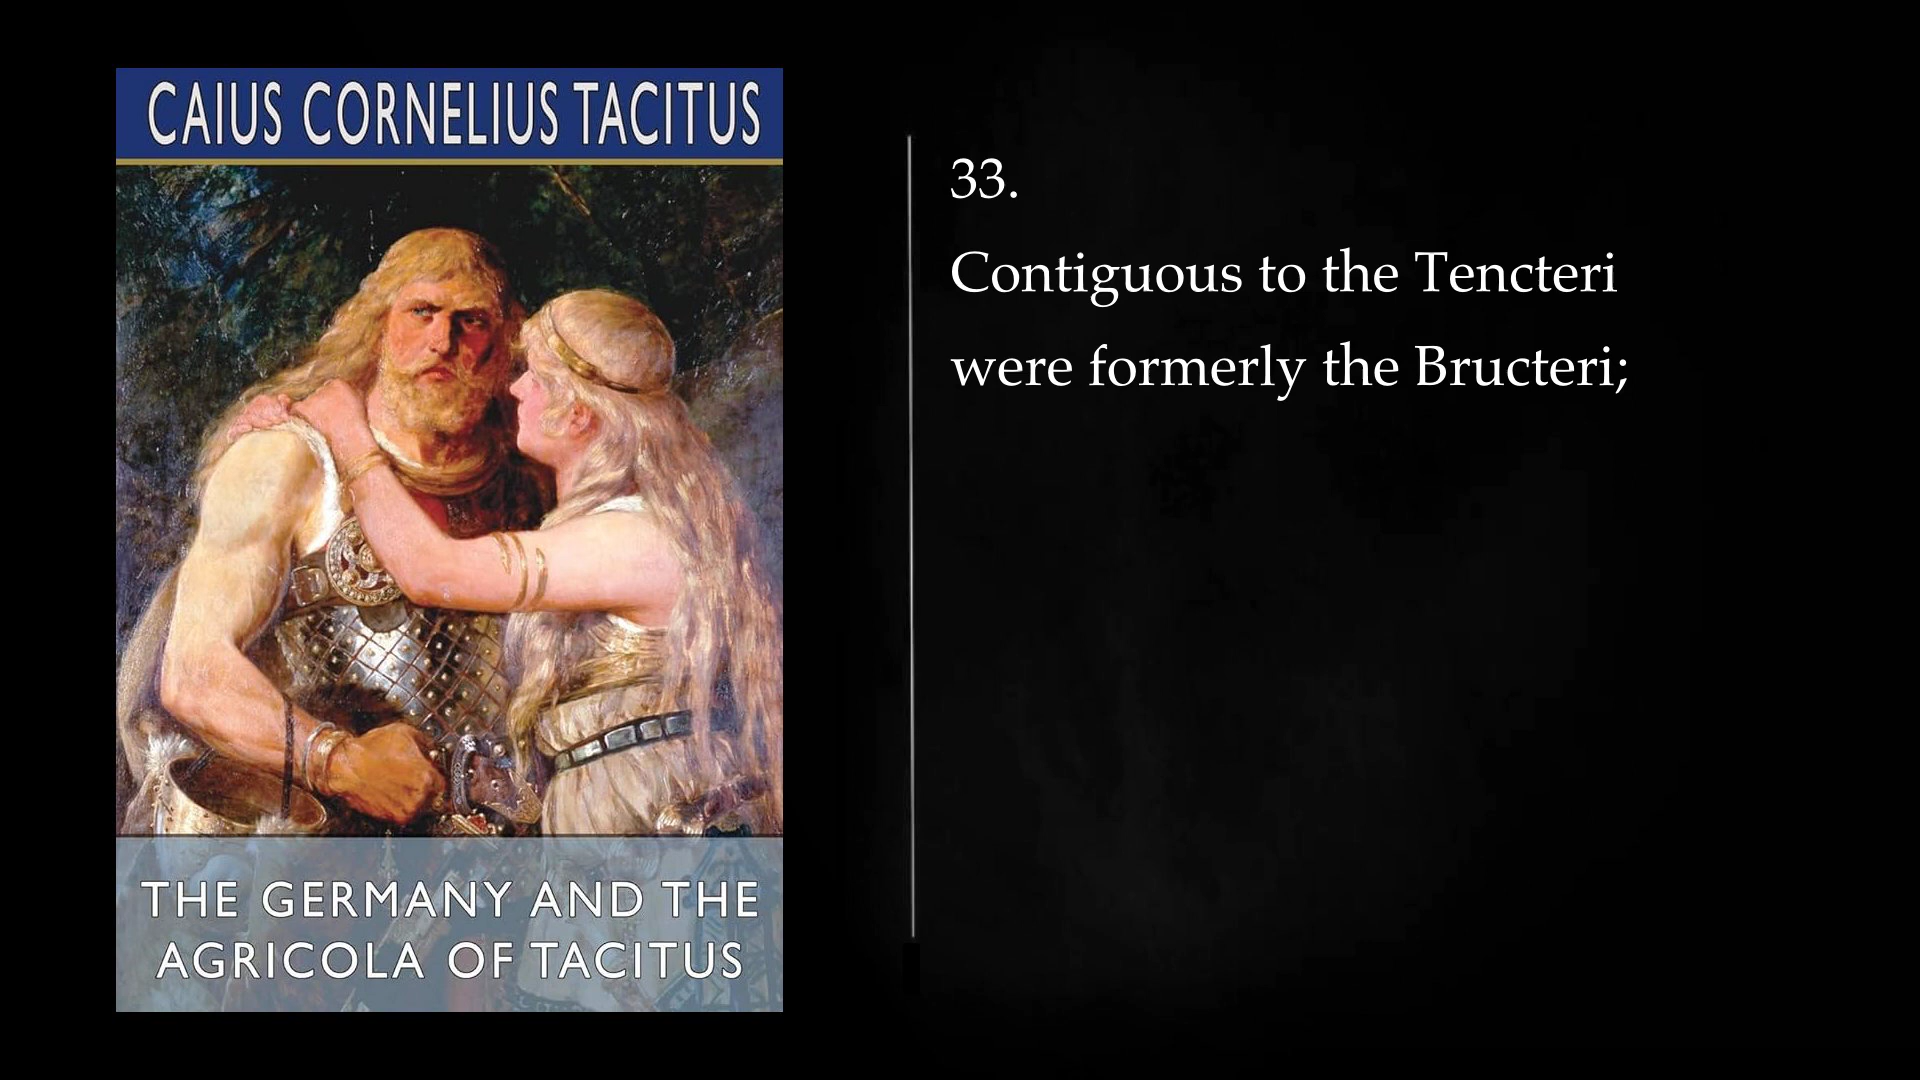 CAIUS CORNELIUS TACITUS
THE GERMANY AND THE
AGRICOLA OF TACITUS
33.
Contiguous to the Tencteri
were formerly the Bructeri;